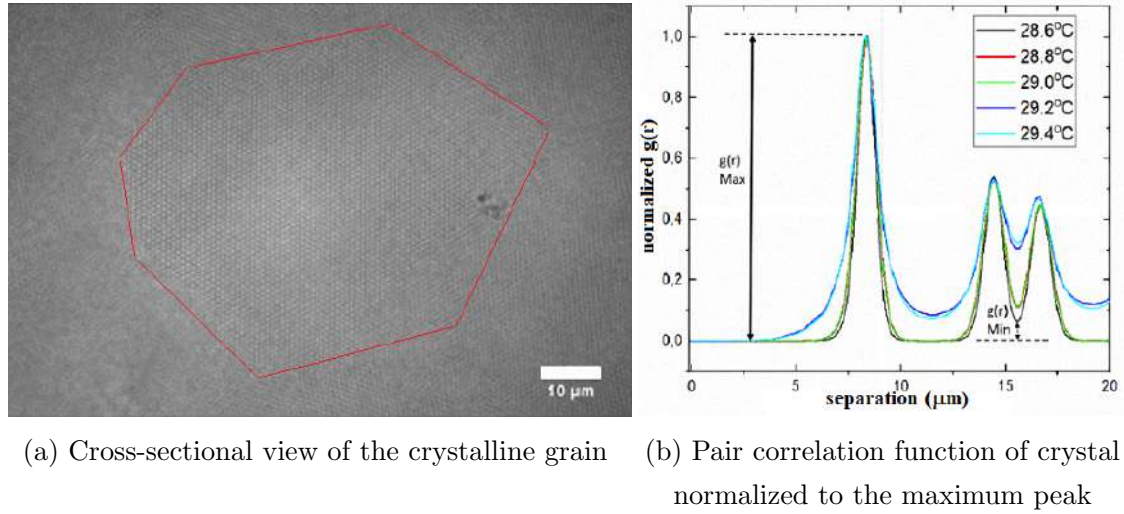 10 µm
normalized g(r)
1,0
0,8
0,6
0,4
0,2
0,0
g(r)
Max
28.6°C
28.8°C
29.0°C
29.2°C
29.4°C
g(r)
Min
0
5
10
15
20
separation (µm)
(a) Cross-sectional view of the crystalline grain
(b) Pair correlation function of crystal
normalized to the maximum peak